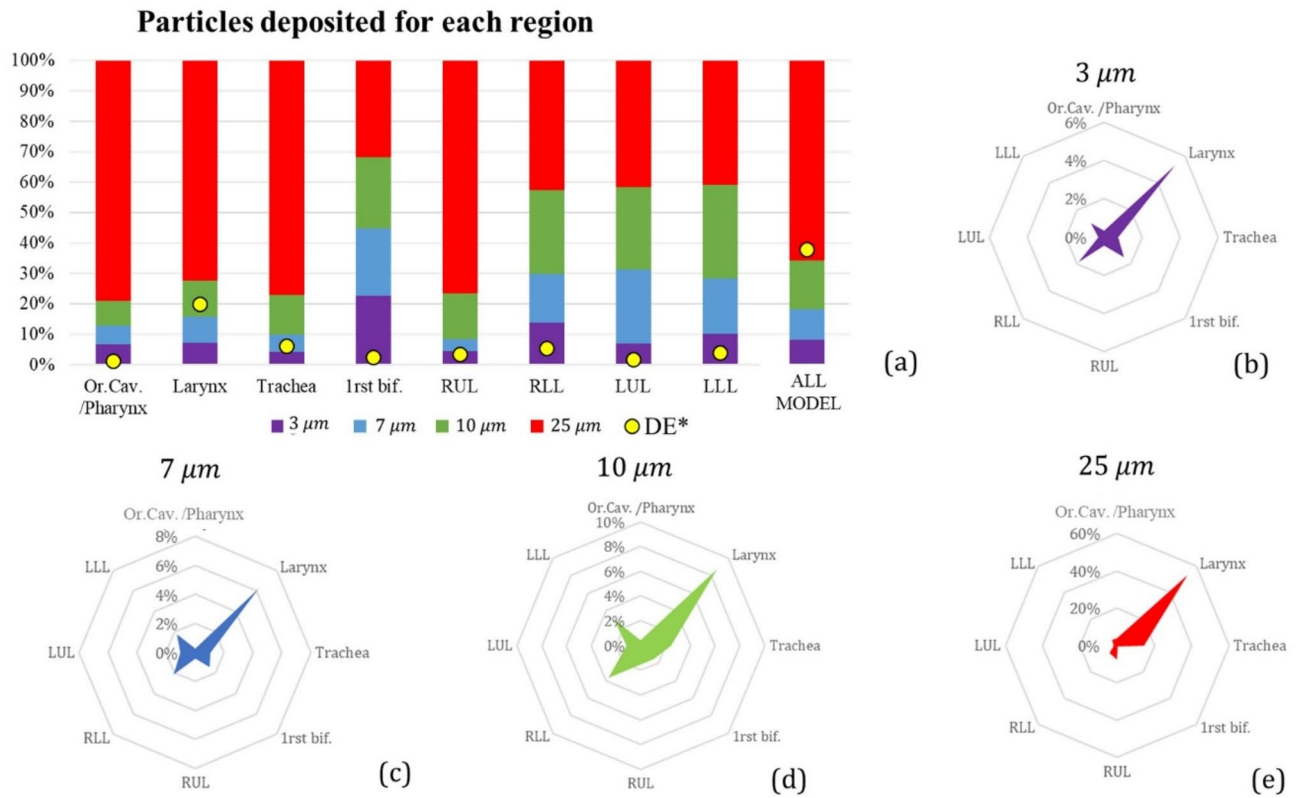 Particles deposited for each region
100%
90%
80%
70%
60%
50%
40%
30%
20%
10%
0%
Or.Cav. /Pharynx
Larynx
Trachea
1rst bif.
RUL
RLL
LUL
LLL
ALL MODEL
3 μm
7 μm
10 μm
25 μm
DE*
(a)
3 μm
Or.Cav. /Pharynx
Larynx
Trachea
1rst bif.
RUL
RLL
LUL
LLL
6%
4%
2%
0%
(b)
7 μm
Or.Cav. /Pharynx
Larynx
Trachea
1rst bif.
RUL
RLL
LUL
LLL
8%
6%
4%
2%
0%
(c)
10 μm
Or.Cav. /Pharynx
Larynx
Trachea
1rst bif.
RUL
RLL
LUL
LLL
10%
8%
6%
4%
2%
0%
(d)
25 μm
Or.Cav. /Pharynx
Larynx
Trachea
1rst bif.
RUL
RLL
LUL
LLL
60%
40%
20%
0%
(e)